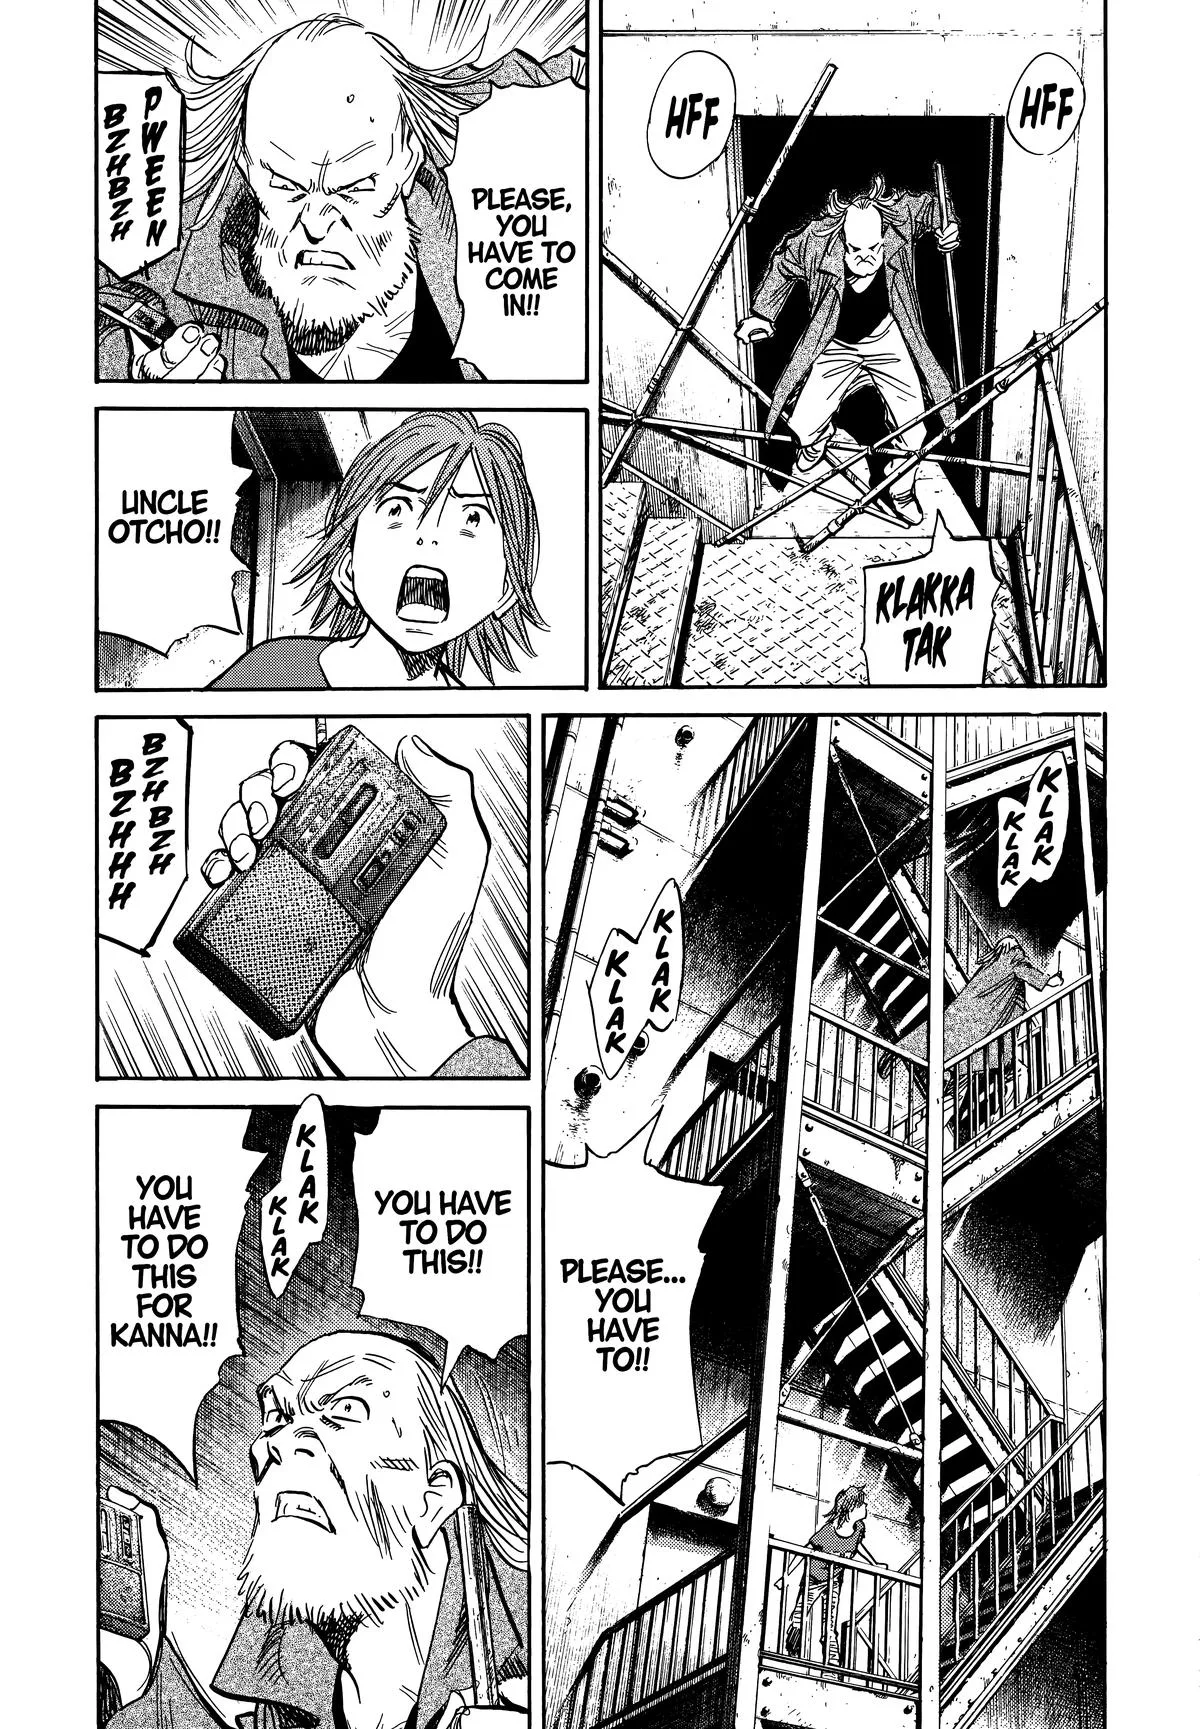 HFF
HFF
KLAKKA
TAK
PLEASE,
YOU
HAVE TO
COME
IN!!
PWEEN
BZHBZH
UNCLE
OTCHO!!
KLAK
KLAK
KLAK
KLAK
PLEASE...
YOU
HAVE
TO!!
BZHBZH
BZHHH
YOU HAVE
TO DO
THIS!!
KLAK
KLAK
YOU
HAVE
TO DO
THIS
FOR
KANNA!!